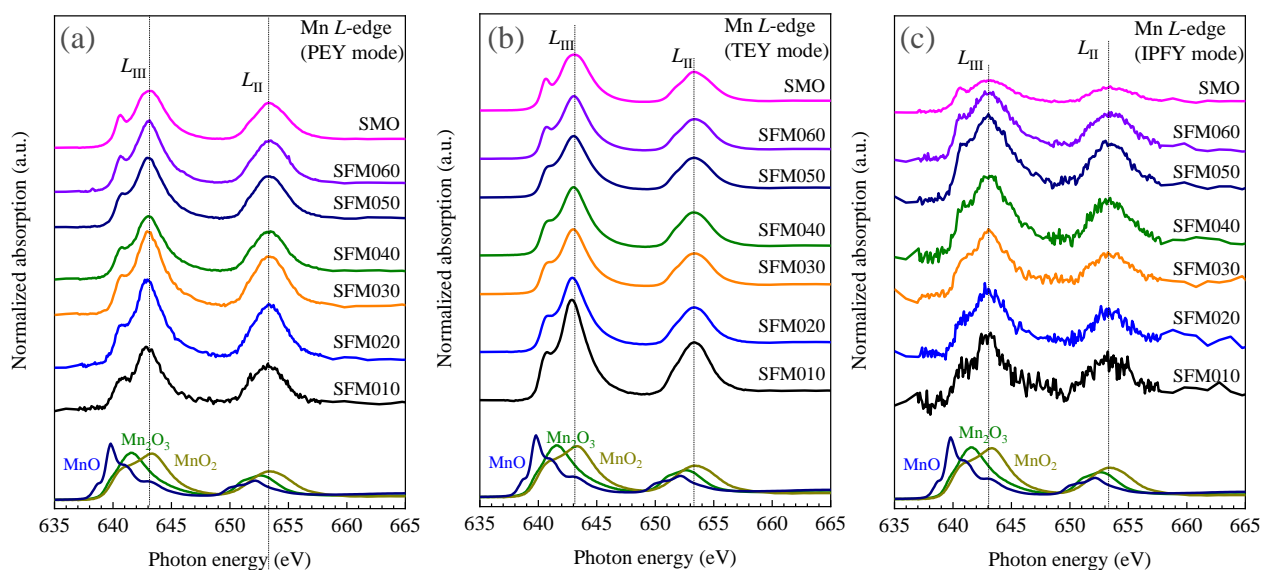 (a)
Mn L-edge
(PEY mode)
LIII
LII
SMO
SFM060
SFM050
SFM040
SFM030
SFM020
SFM010
Mn2O3
MnO
MnO2
Normalized absorption (a.u.)
635 640 645 650 655 660 665
Photon energy (eV)
(b)
Mn L-edge
(TEY mode)
LIII
LII
SMO
SFM060
SFM050
SFM040
SFM030
SFM020
SFM010
Mn2O3
MnO
MnO2
Normalized absorption (a.u.)
635 640 645 650 655 660 665
Photon energy (eV)
(c)
Mn L-edge
(IPFY mode)
LIII
LII
SMO
SFM060
SFM050
SFM040
SFM030
SFM020
SFM010
Mn2O3
MnO
MnO2
Normalized absorption (a.u.)
635 640 645 650 655 660 665
Photon energy (eV)